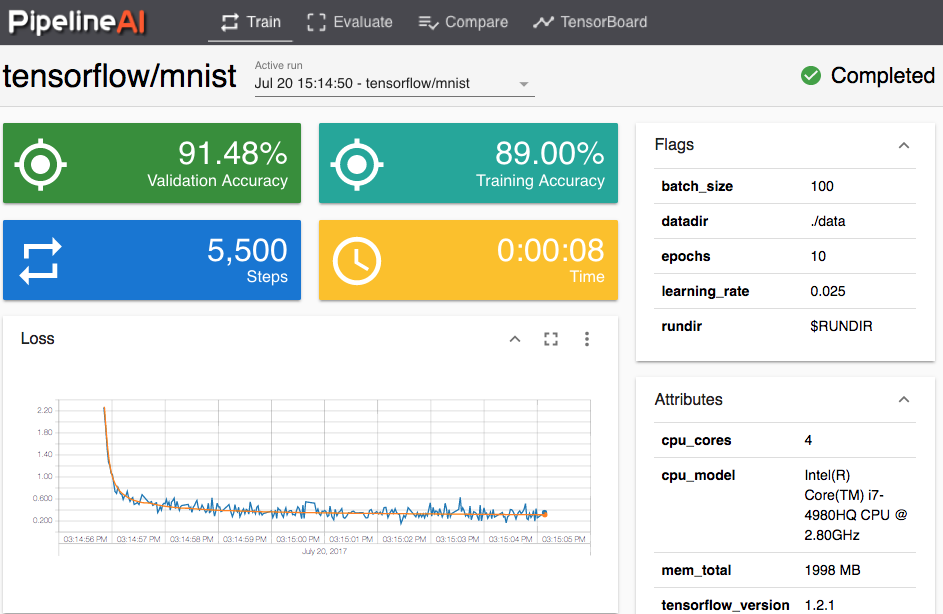 PipelineAI Train Evaluate Compare TensorBoard
tensorflow/mnist
Active run
Jul 20 15:14:50 - tensorflow/mnist
Completed
91.48%
Validation Accuracy
89.00%
Training Accuracy
5,500
Steps
0:00:08
Time
Loss
2.20
1.80
1.40
1.00
0.600
0.200
03:14:56 PM 03:14:57 PM 03:14:58 PM 03:14:59 PM 03:15:00 PM 03:15:01 PM 03:15:02 PM 03:15:03 PM 03:15:04 PM 03:15:05 PM
July 20, 2017
Flags
batch_size 100
datadir ./data
epochs 10
learning_rate 0.025
rundir $RUNDIR
Attributes
cpu_cores 4
cpu_model Intel(R)
Core(TM) i7-
4980HQ CPU @
2.80GHz
mem_total 1998 MB
tensorflow_version 1.2.1